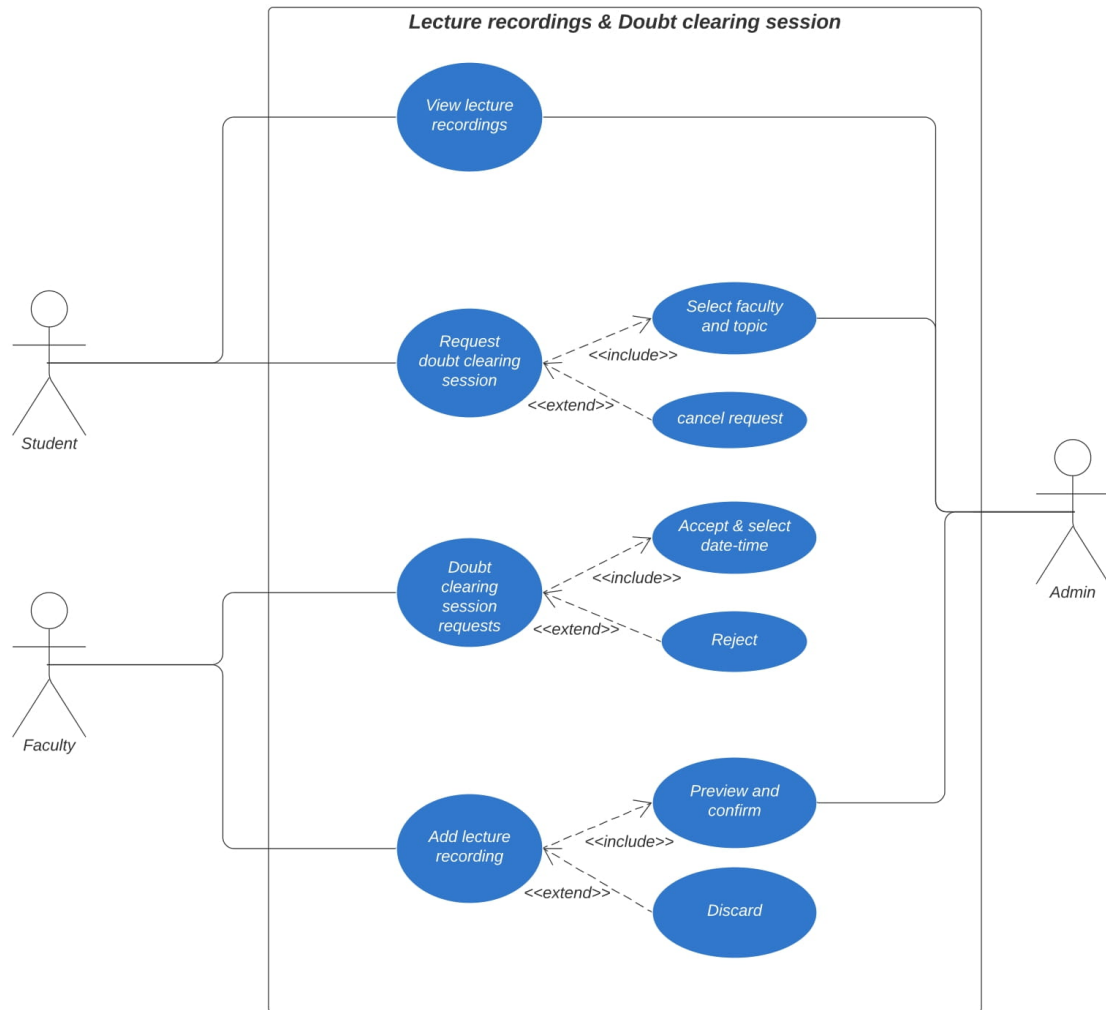 Lecture recordings & Doubt clearing session
View lecture
recordings
Select faculty
and topic
Request
doubt clearing
session
<<include>>
<<extend>>
cancel request
Student
Accept & select
date-time
Doubt
clearing
session
requests
<<include>>
<<extend>>
Reject
Admin
Faculty
Preview and
confirm
Add lecture
recording
<<include>>
<<extend>>
Discard